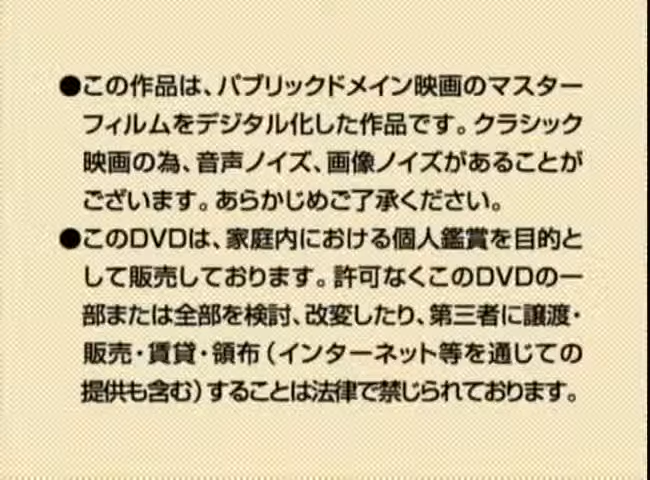 ●この作品は、パブリックドメイン映画のマスター
フィルムをデジタル化した作品です。クラシック
映画の為、音声ノイズ、画像ノイズがあることが
ございます。あらかじめご了承ください。
●このDVDは、家庭内における個人鑑賞を目的と
して販売しております。許可なくこのDVDの一
部または全部を検討、改変したり、第三者に譲渡・
販売・賃貸・領布(インターネット等を通じての
提供も含む)することは法律で禁じられております。